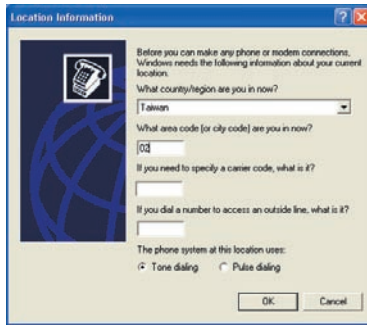 Location Information
Before you can make any phone or modem connections,
Windows needs the following information about your current
location.
What country/region are you in now?
Taiwan
What area code (or city code) are you in now?
02
If you need to specify a carrier code, what is it?
If you dial a number to access an outside line, what is it?
The phone system at this location uses:
Tone dialing Pulse dialing
OK Cancel